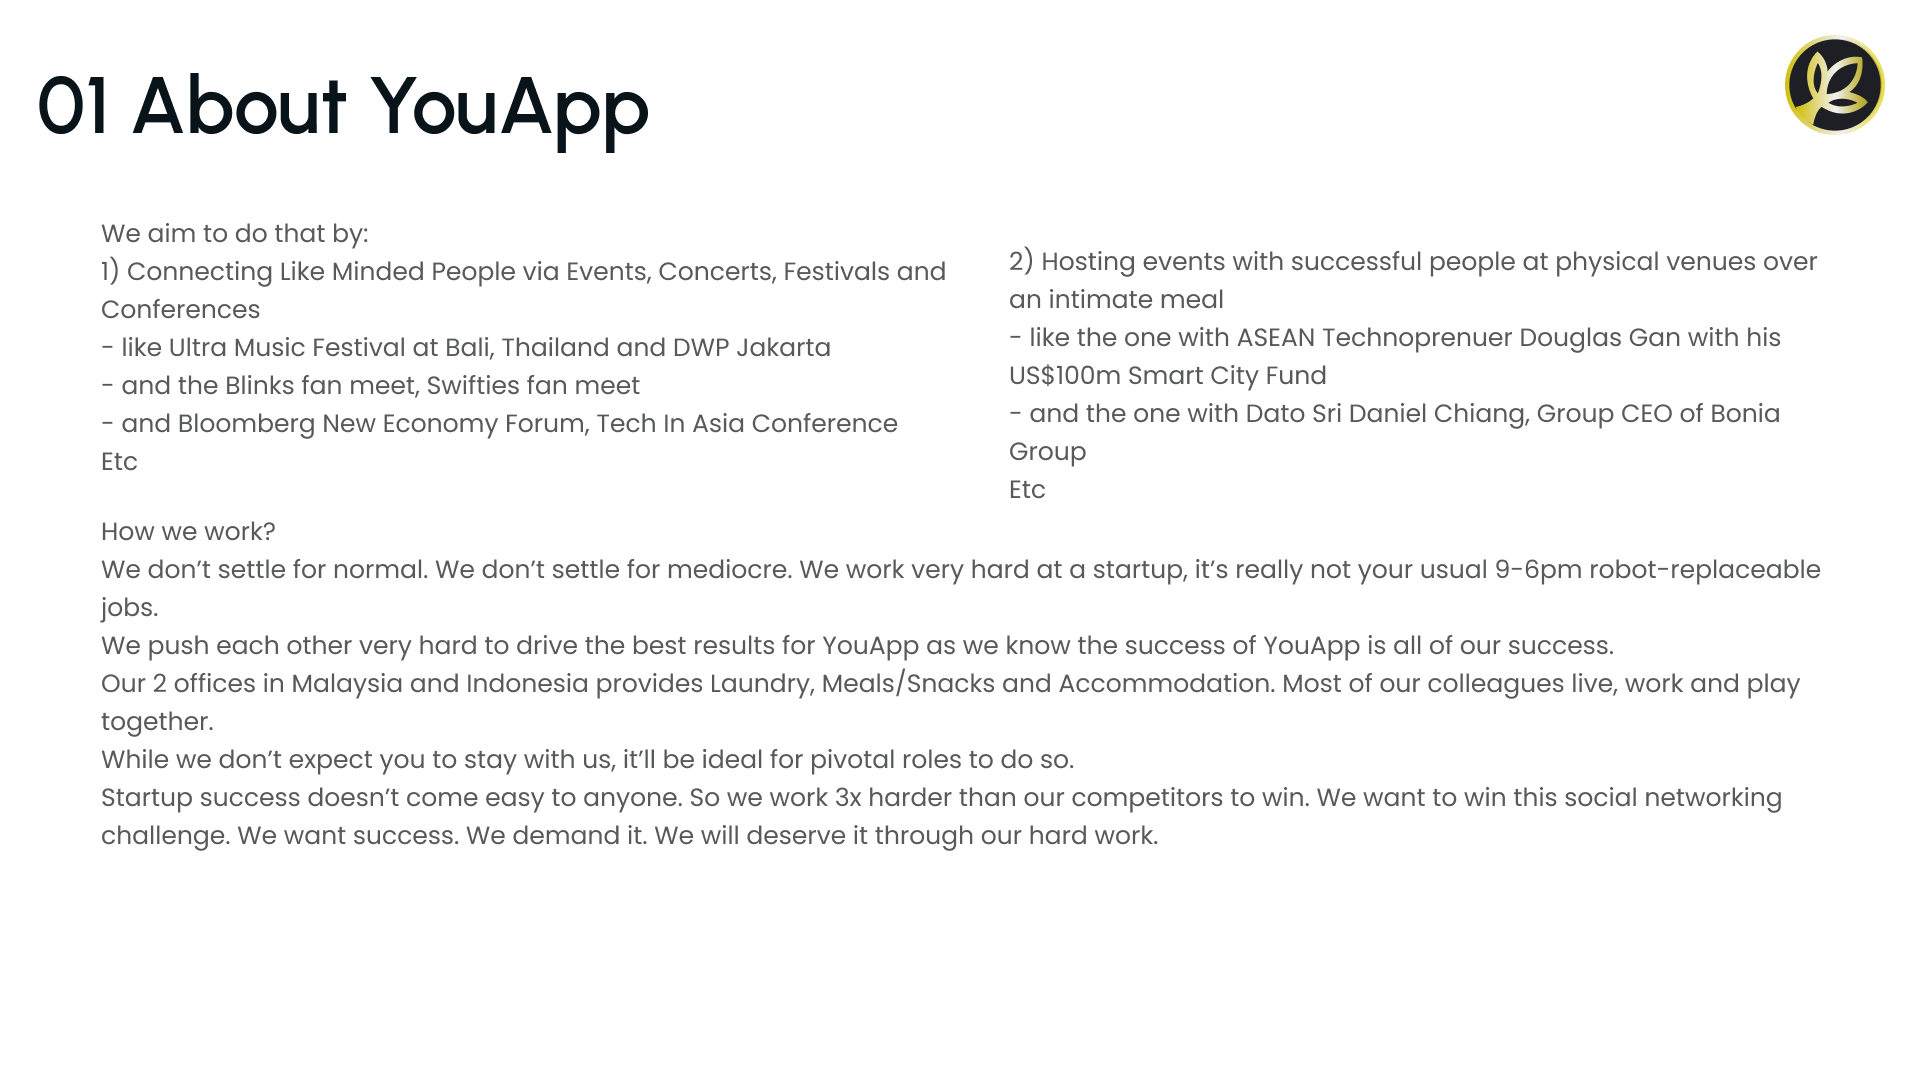 01 About YouApp
We aim to do that by:
1) Connecting Like Minded People via Events, Concerts, Festivals and
Conferences
- like Ultra Music Festival at Bali, Thailand and DWP Jakarta
- and the Blinks fan meet, Swifties fan meet
- and Bloomberg New Economy Forum, Tech In Asia Conference
Etc
2) Hosting events with successful people at physical venues over
an intimate meal
- like the one with ASEAN Technoprenuer Douglas Gan with his
US$100m Smart City Fund
- and the one with Dato Sri Daniel Chiang, Group CEO of Bonia
Group
Etc
How we work?
We don’t settle for normal. We don’t settle for mediocre. We work very hard at a startup, it’s really not your usual 9-6pm robot-replaceable
jobs.
We push each other very hard to drive the best results for YouApp as we know the success of YouApp is all of our success.
Our 2 offices in Malaysia and Indonesia provides Laundry, Meals/Snacks and Accommodation. Most of our colleagues live, work and play
together.
While we don’t expect you to stay with us, it’ll be ideal for pivotal roles to do so.
Startup success doesn’t come easy to anyone. So we work 3x harder than our competitors to win. We want to win this social networking
challenge. We want success. We demand it. We will deserve it through our hard work.